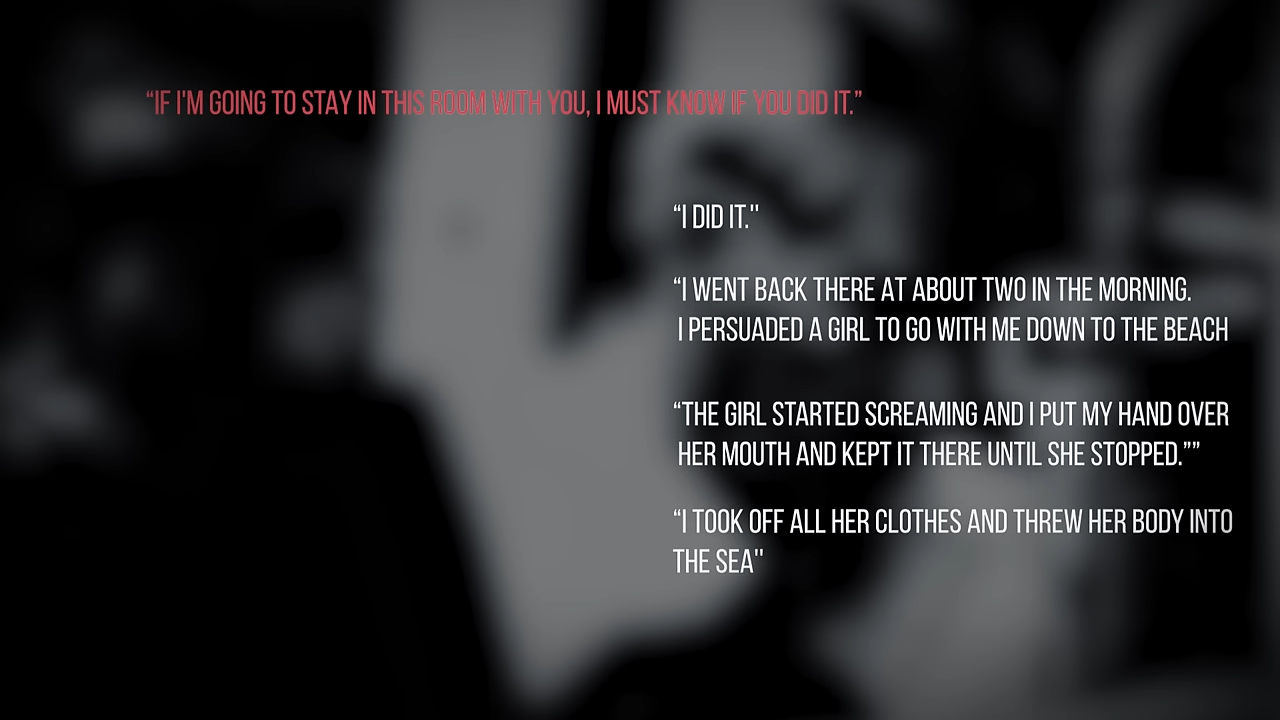 “IF I'M GOING TO STAY IN THIS ROOM WITH YOU, I MUST KNOW IF YOU DID IT.”
“I DID IT."
“I WENT BACK THERE AT ABOUT TWO IN THE MORNING.
I PERSUADED A GIRL TO GO WITH ME DOWN TO THE BEACH
“THE GIRL STARTED SCREAMING AND I PUT MY HAND OVER
HER MOUTH AND KEPT IT THERE UNTIL SHE STOPPED.””
“I TOOK OFF ALL HER CLOTHES AND THREW HER BODY INTO
THE SEA"